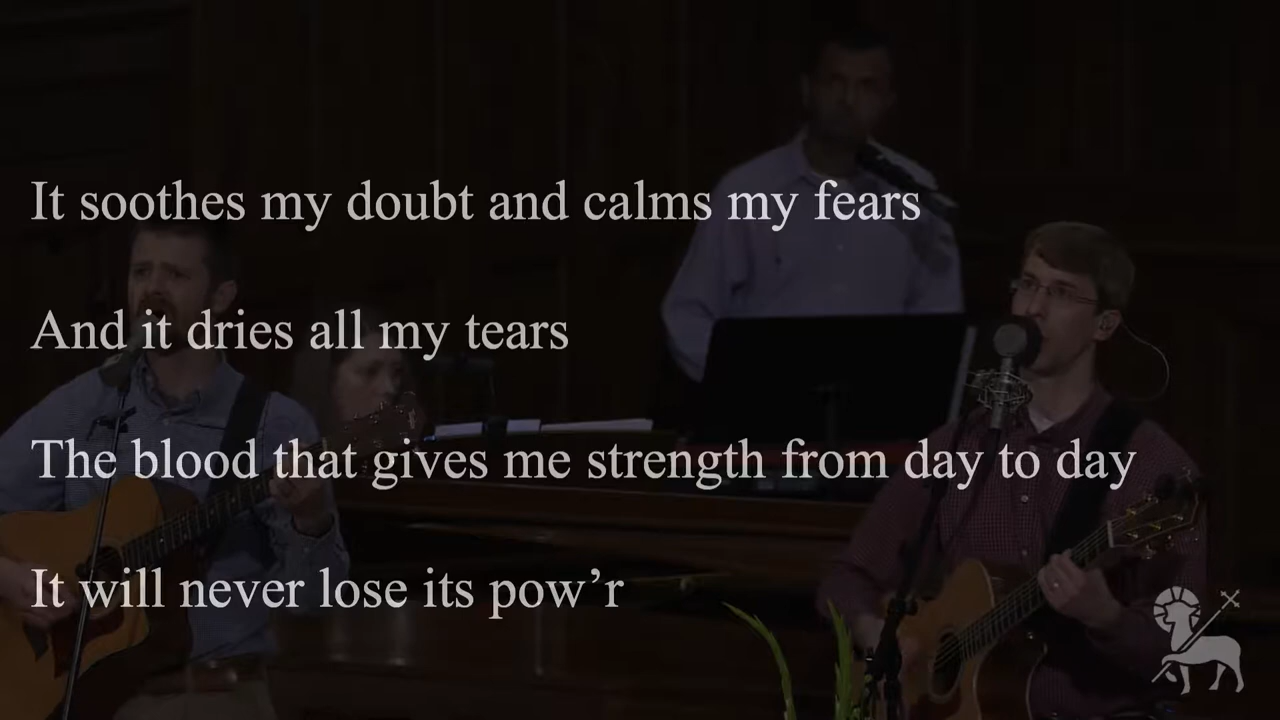 It soothes my doubt and calms my fears
And it dries all my tears
The blood that gives me strength from day to day
It will never lose its pow’r